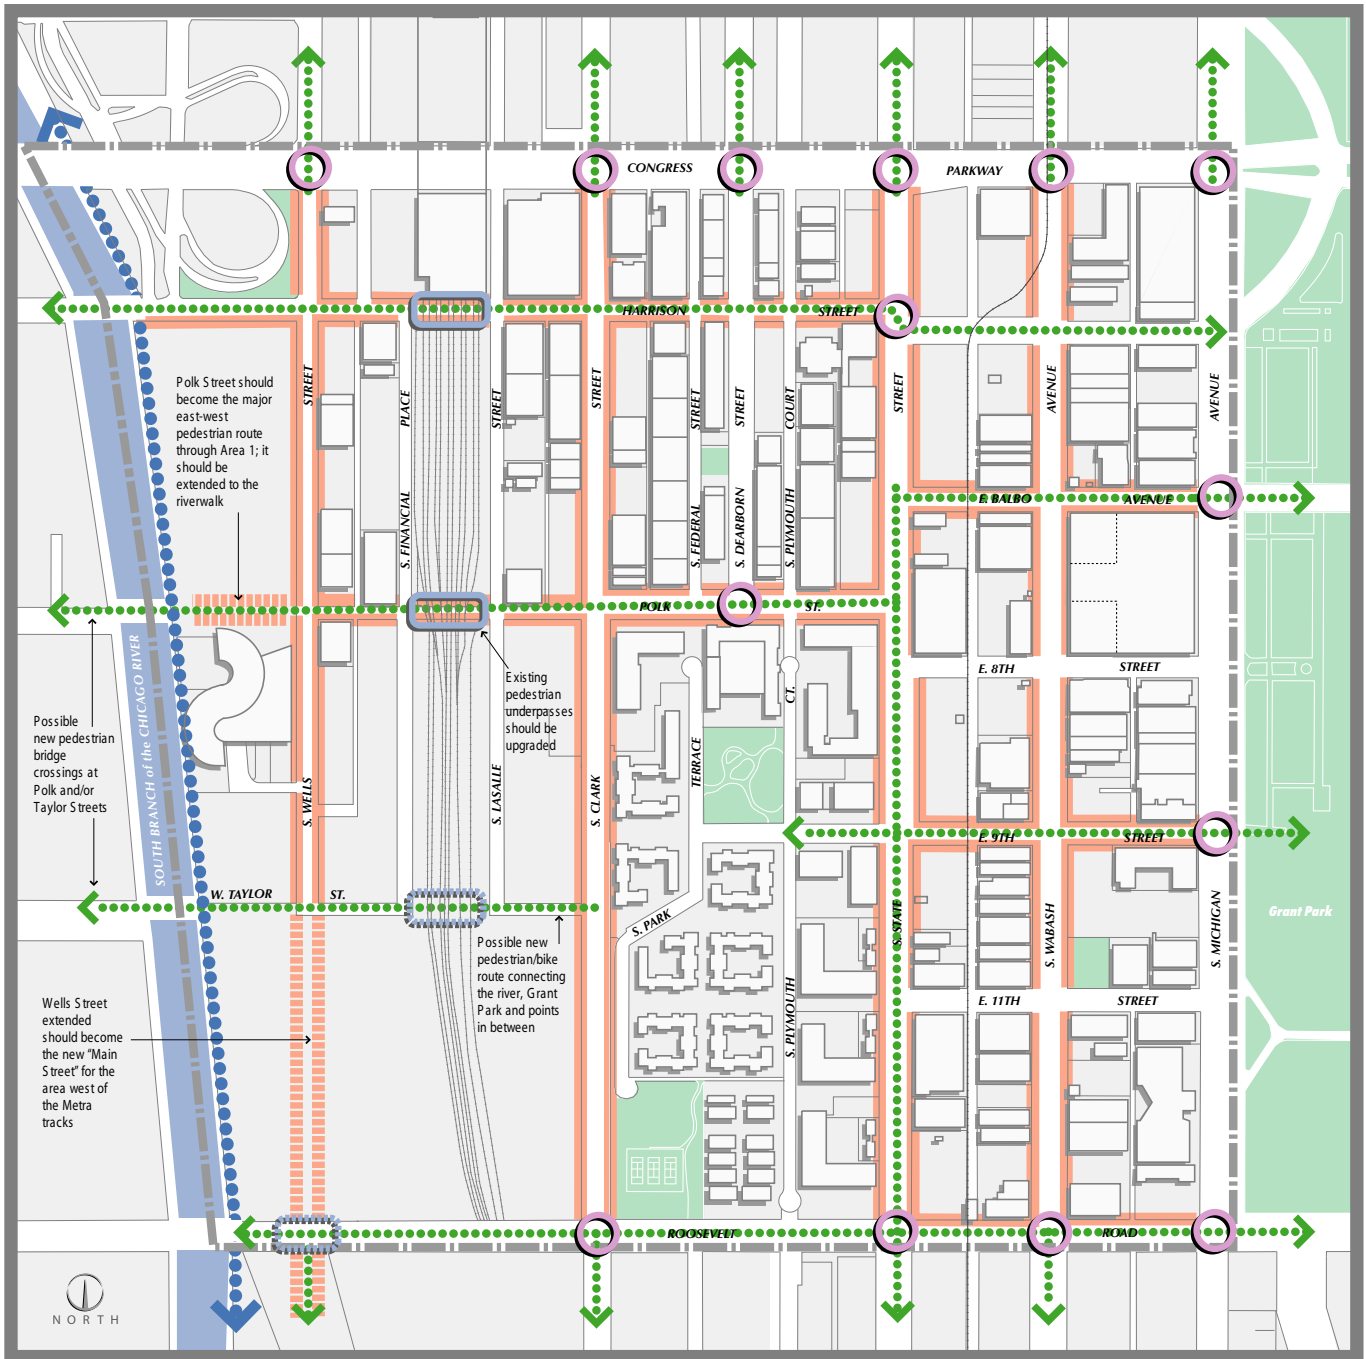 CONGRESS
PARKWAY
HARRISON
STREET
STREET
PLACE
STREET
STREET
STREET
STREET
COURT
STREET
AVENUE
AVENUE
Polk Street should
become the major
east-west
pedestrian route
through Area 1; it
should be
extended to the
riverwalk
S. FINANCIAL
S. FEDERAL
S. DEARBORN
S. PLYMOUTH
E. BALBO
AVENUE
POLK
ST.
SOUTH BRANCH of the CHICAGO RIVER
Existing
pedestrian
underpasses
should be
upgraded
E. 8TH
STREET
CT.
Possible
new pedestrian
bridge
crossings at
Polk and/or
Taylor Streets
S. WELLS
S. LASALLE
S. CLARK
TERRACE
E. 9TH
STREET
W. TAYLOR
ST.
S. PARK
S. STATE
S. WABASH
S. MICHIGAN
Grant Park
Possible new
pedestrian/bike
route connecting
the river, Grant
Park and points
in between
S. PLYMOUTH
E. 11TH
STREET
Wells Street
extended
should become
the new "Main
Street" for the
area west of
the Metra
tracks
ROOSEVELT
ROAD
NORTH